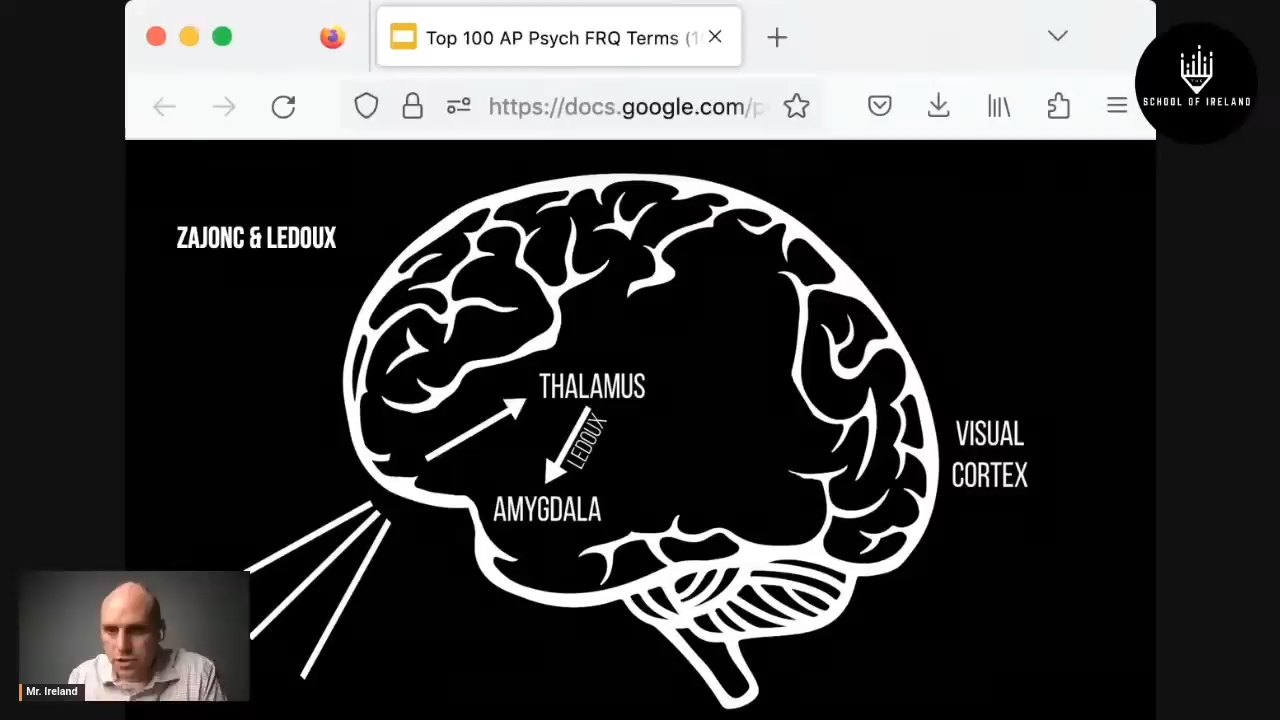 Top 100 AP Psych FRQ Terms (1
https://docs.google.com/p
THE
SCHOOL OF IRELAND
ZAJONC & LEDOUX
THALAMUS
LEDOUX
AMYGDALA
VISUAL
CORTEX
Mr. Ireland